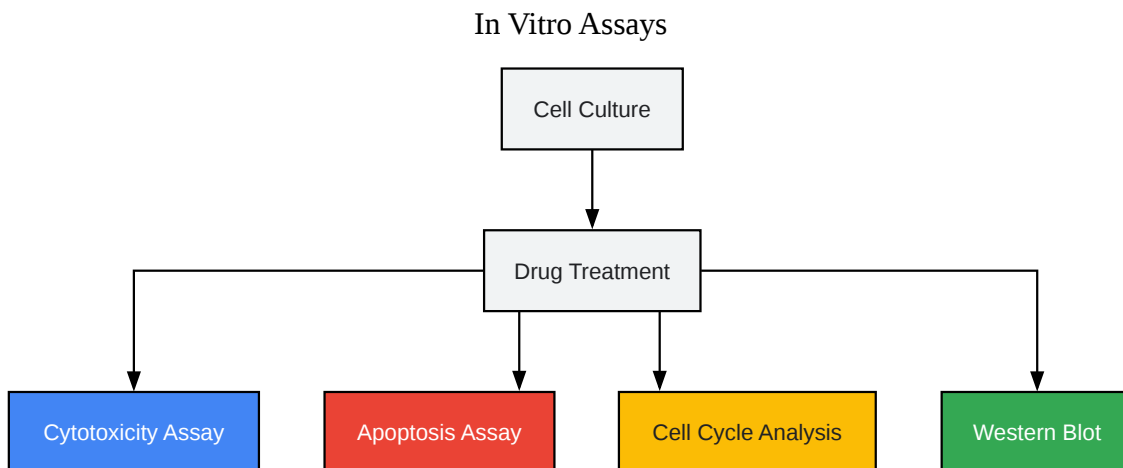 In Vitro Assays
Cell Culture
Drug Treatment
Cytotoxicity Assay
Apoptosis Assay
Cell Cycle Analysis
Western Blot